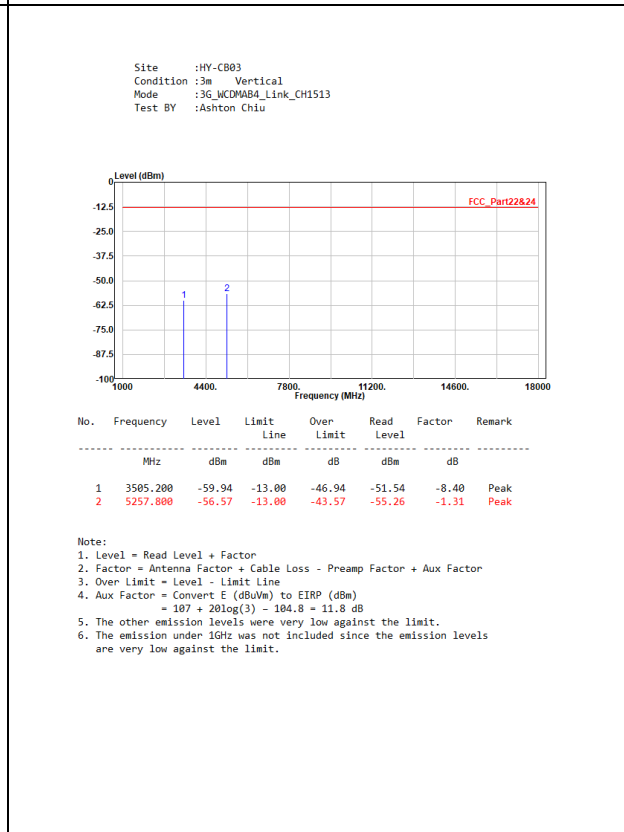 Site :HY-CB03
Condition :3m Vertical
Mode :3G_WCDMAB4_Link_CH1513
Test BY :Ashton Chiu
Level (dBm)
0
FCC_Part22&24
-12.5
-25.0
-37.5
-50.0
1 2
-62.5
-75.0
-87.5
-100
1000 4400. 7800. 11200. 14600. 18000
Frequency (MHz)
No. Frequency Level Limit Over Read Factor Remark
Line Limit Level
------ ----------- -------- --------- --------- --------- -------- ---------
MHz dBm dBm dB dBm dB
1 3505.200 -59.94 -13.00 -46.94 -51.54 -8.40 Peak
2 5257.800 -56.57 -13.00 -43.57 -55.26 -1.31 Peak
Note:
1. Level = Read Level + Factor
2. Factor = Antenna Factor + Cable Loss - Preamp Factor + Aux Factor
3. Over Limit = Level - Limit Line
4. Aux Factor = Convert E (dBuVm) to EIRP (dBm)
= 107 + 20log(3) – 104.8 = 11.8 dB
5. The other emission levels were very low against the limit.
6. The emission under 1GHz was not included since the emission levels
are very low against the limit.